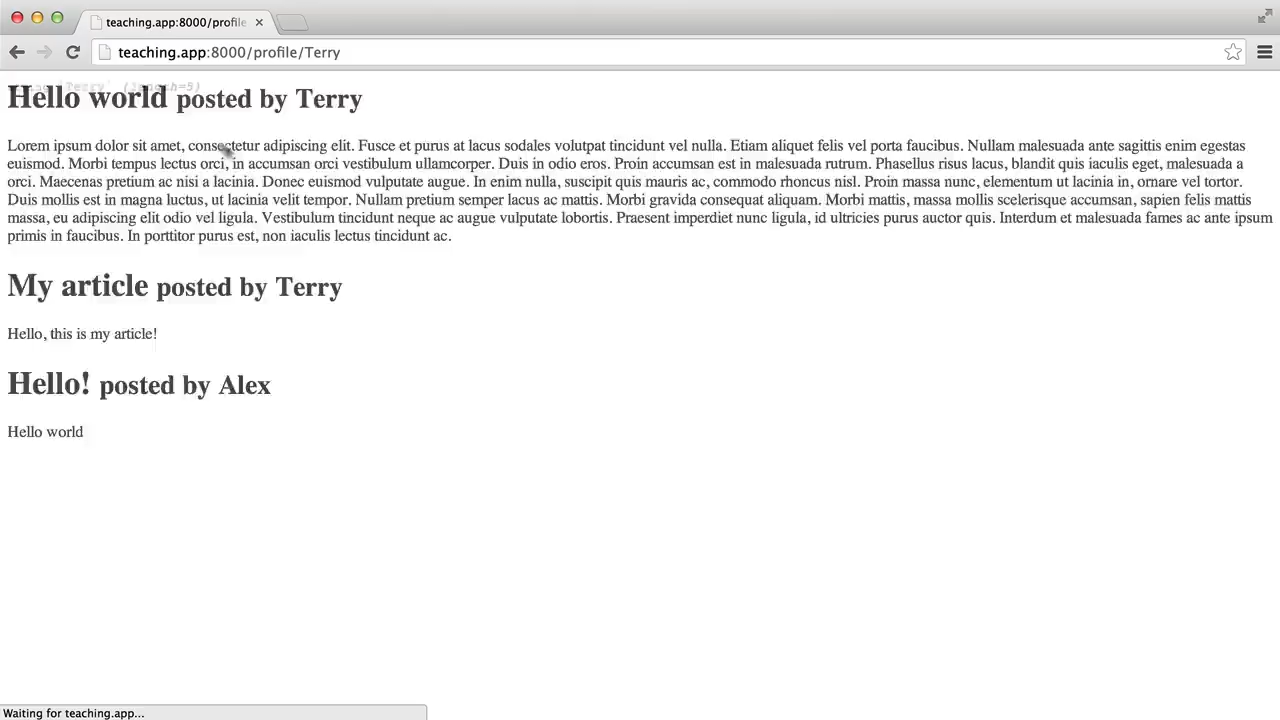 teaching.app:8000/profile
teaching.app:8000/profile/Terry
'Terry' (length=5)
Hello world posted by Terry
Lorem ipsum dolor sit amet, consectetur adipiscing elit. Fusce et purus at lacus sodales volutpat tincidunt vel nulla. Etiam aliquet felis vel porta faucibus. Nullam malesuada ante sagittis enim egestas
euismod. Morbi tempus lectus orci, in accumsan orci vestibulum ullamcorper. Duis in odio eros. Proin accumsan est in malesuada rutrum. Phasellus risus lacus, blandit quis iaculis eget, malesuada a
orci. Maecenas pretium ac nisi a lacinia. Donec euismod vulputate augue. In enim nulla, suscipit quis mauris ac, commodo rhoncus nisl. Proin massa nunc, elementum ut lacinia in, ornare vel tortor.
Duis mollis est in magna luctus, ut lacinia velit tempor. Nullam pretium semper lacus ac mattis. Morbi gravida consequat aliquam. Morbi mattis, massa mollis scelerisque accumsan, sapien felis mattis
massa, eu adipiscing elit odio vel ligula. Vestibulum tincidunt neque ac augue vulputate lobortis. Praesent imperdiet nunc ligula, id ultricies purus auctor quis. Interdum et malesuada fames ac ante ipsum
primis in faucibus. In porttitor purus est, non iaculis lectus tincidunt ac.
My article posted by Terry
Hello, this is my article!
Hello! posted by Alex
Hello world
Waiting for teaching.app...